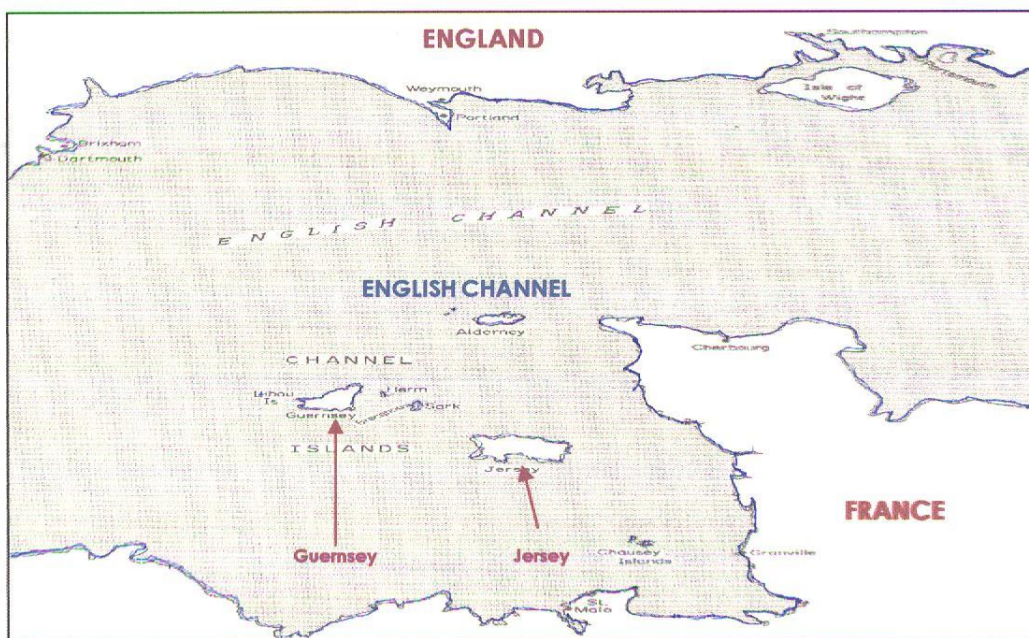 ENGLAND
Southampton
Weymouth
Portland
Isle of
Wight
Brixham
Dartmouth
ENGLISH CHANNEL
ENGLISH CHANNEL
Alderney
Cherbourg
CHANNEL
Lihou
Is
Herm
Guernsey
Sark
ISLANDS
Jersey
FRANCE
Guernsey
Jersey
Chausey
Islands
Granville
St.
Malo